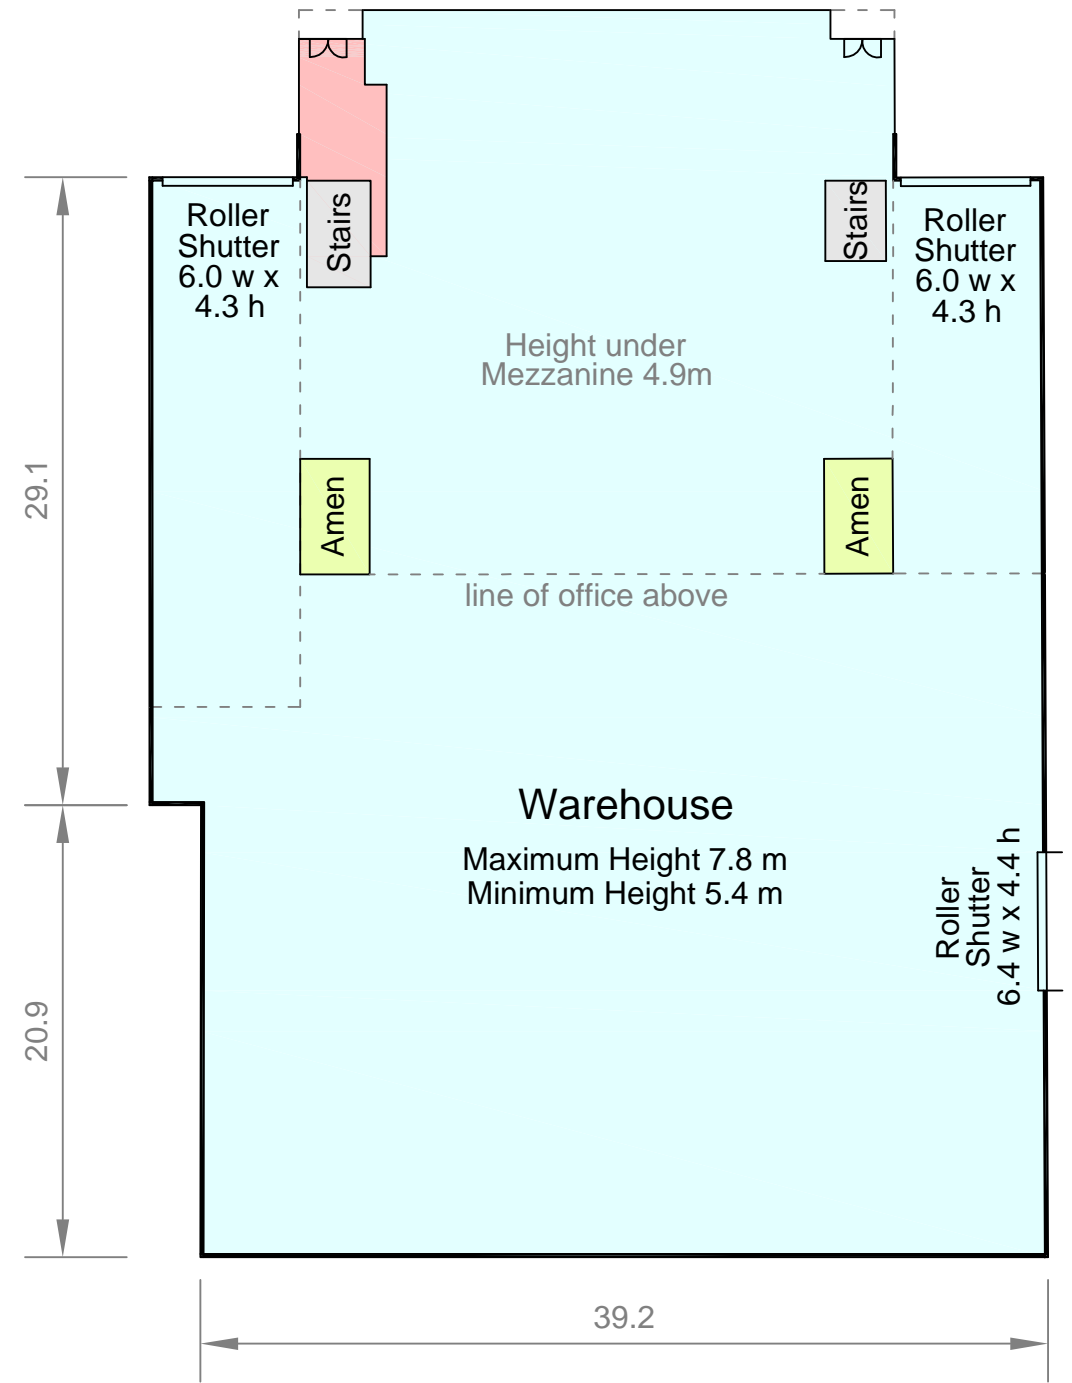 Roller
Shutter
6.0 w x
4.3 h
Stairs
Stairs
Roller
Shutter
6.0 w x
4.3 h
Height under
Mezzanine 4.9m
29.1
Amen
Amen
line of office above
Warehouse
Maximum Height 7.8 m
Minimum Height 5.4 m
Roller
Shutter
6.4 w x 4.4 h
20.9
39.2